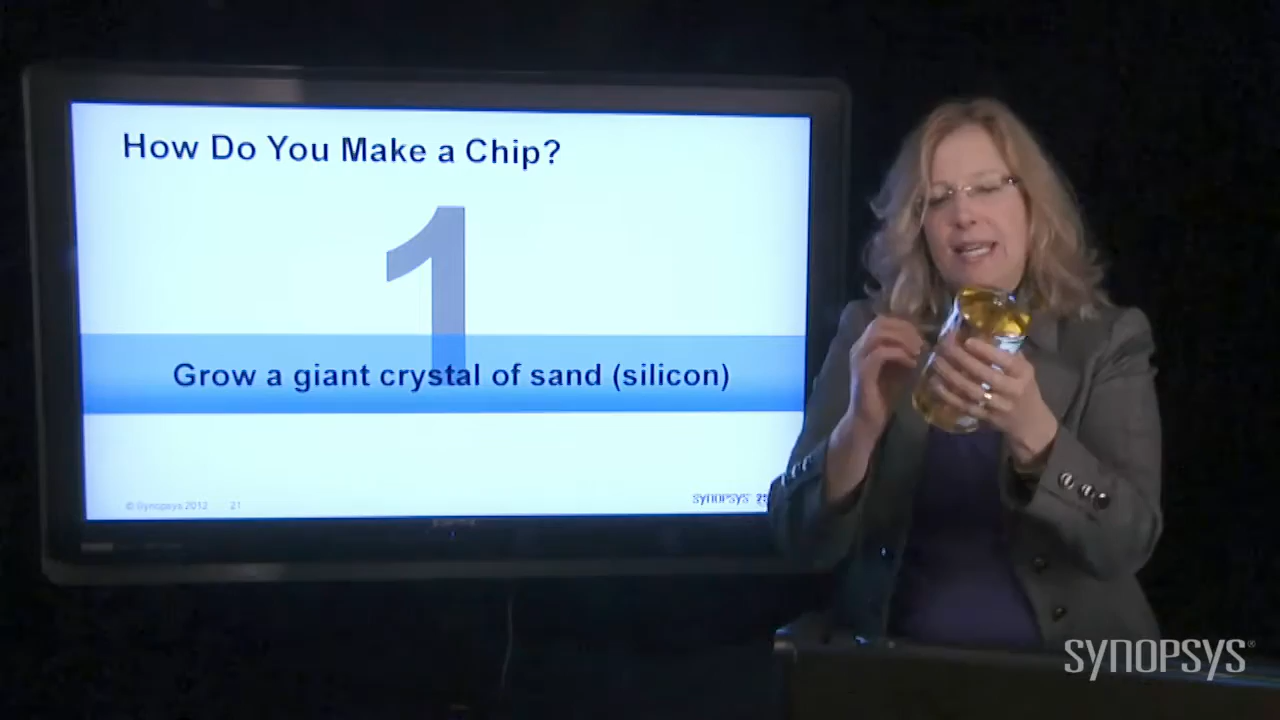 How Do You Make a Chip?
1
Grow a giant crystal of sand (silicon)
© Synopsys 2012 21
SYNOPSYS
SYNOPSYS®